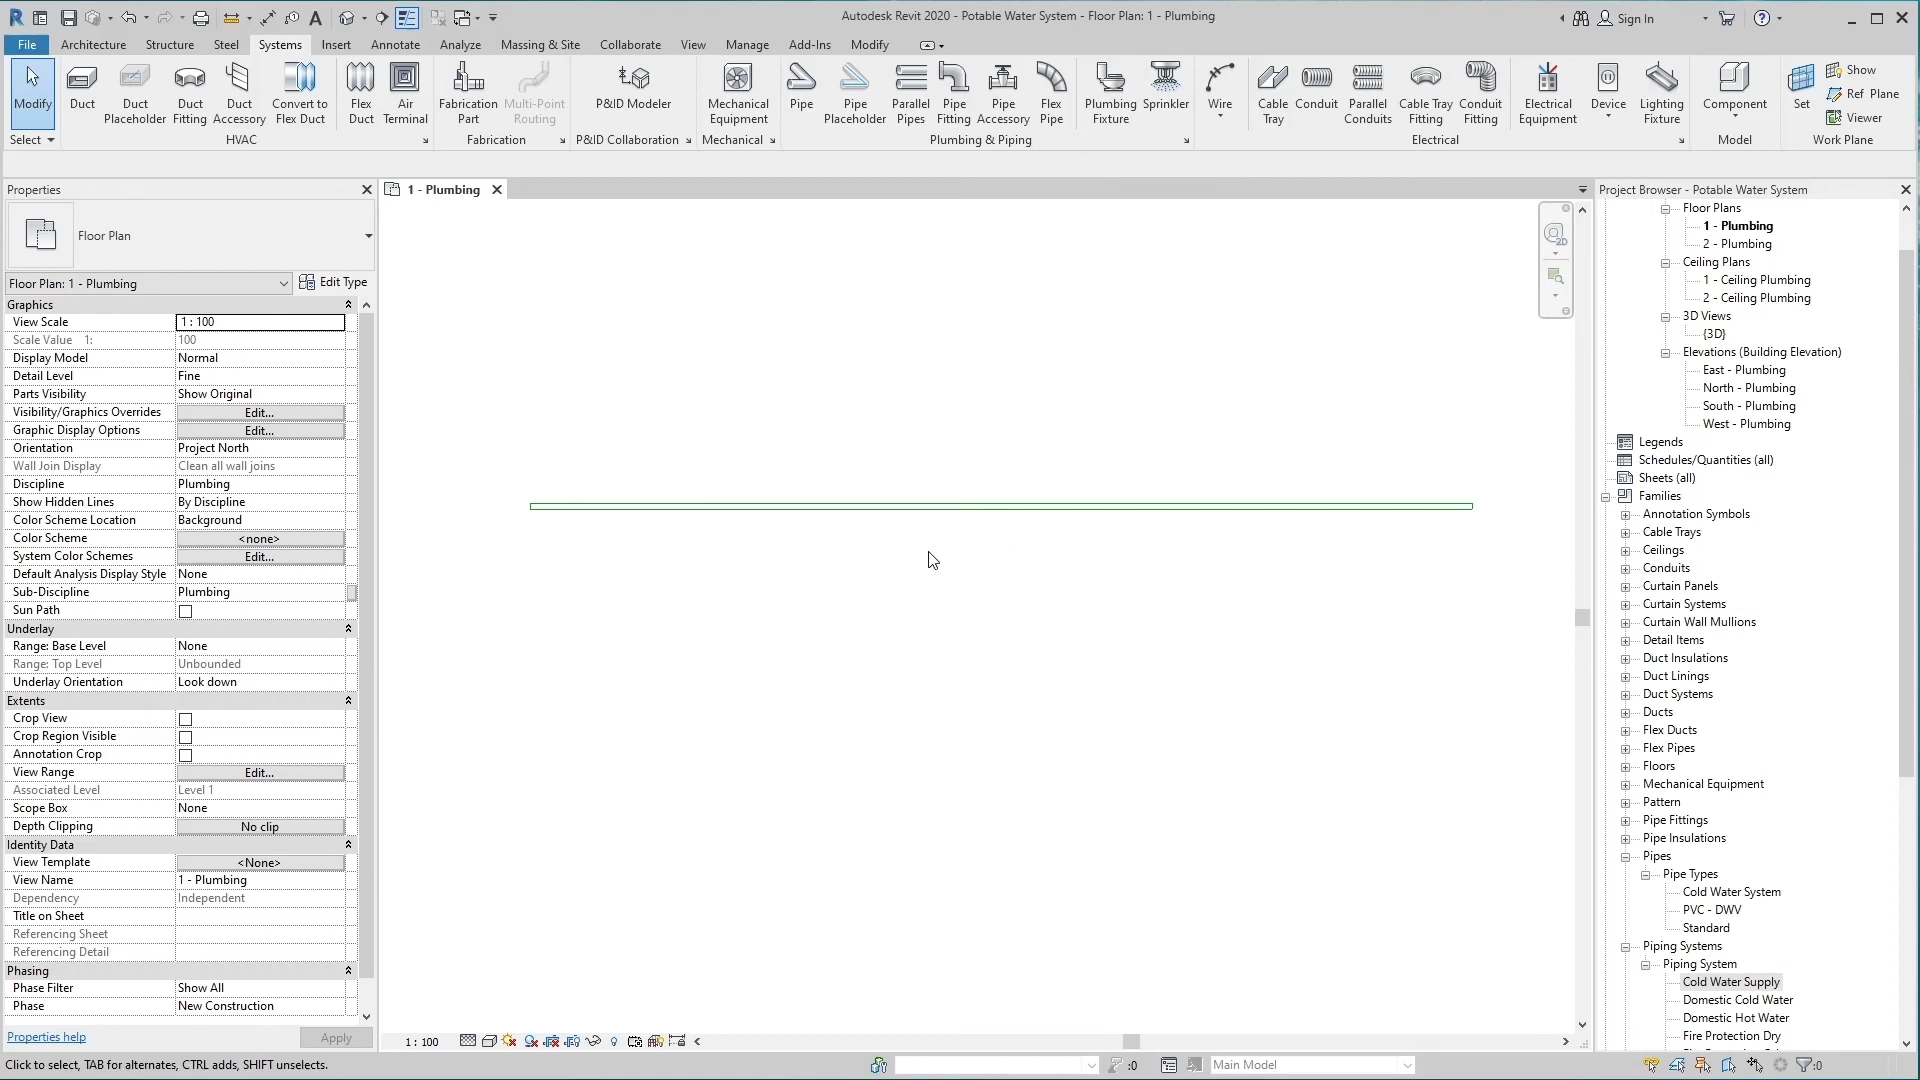 Autodesk Revit 2020 - Potable Water System - Floor Plan: 1 - Plumbing
Sign In
File Architecture Structure Steel Systems Insert Annotate Analyze Massing & Site Collaborate View Manage Add-Ins Modify
Modify
Duct
Duct Placeholder
Duct Fitting
Duct Accessory
Convert to Flex Duct
Flex Duct
Air Terminal
Fabrication Part
Multi-Point Routing
P&ID Modeler
Mechanical Equipment
Pipe
Pipe Placeholder
Parallel Pipes
Pipe Fitting
Pipe Accessory
Flex Pipe
Plumbing Fixture
Sprinkler
Wire
Cable Tray
Conduit
Parallel Conduits
Cable Tray Fitting
Conduit Fitting
Electrical Equipment
Device
Lighting Fixture
Component
Set
Show
Ref Plane
Viewer
Select HVAC Fabrication P&ID Collaboration Mechanical Plumbing & Piping Electrical Model Work Plane
Properties
Floor Plan
Floor Plan: 1 - Plumbing Edit Type
Graphics
View Scale 1 : 100
Scale Value 1: 100
Display Model Normal
Detail Level Fine
Parts Visibility Show Original
Visibility/Graphics Overrides Edit...
Graphic Display Options Edit...
Orientation Project North
Wall Join Display Clean all wall joins
Discipline Plumbing
Show Hidden Lines By Discipline
Color Scheme Location Background
Color Scheme <none>
System Color Schemes Edit...
Default Analysis Display Style None
Sub-Discipline Plumbing
Sun Path
Underlay
Range: Base Level None
Range: Top Level Unbounded
Underlay Orientation Look down
Extents
Crop View
Crop Region Visible
Annotation Crop
View Range Edit...
Associated Level Level 1
Scope Box None
Depth Clipping No clip
Identity Data
View Template <None>
View Name 1 - Plumbing
Dependency Independent
Title on Sheet
Referencing Sheet
Referencing Detail
Phasing
Phase Filter Show All
Phase New Construction
Properties help Apply
1 - Plumbing
2D
1 : 100
Project Browser - Potable Water System
Floor Plans
1 - Plumbing
2 - Plumbing
Ceiling Plans
1 - Ceiling Plumbing
2 - Ceiling Plumbing
3D Views
{3D}
Elevations (Building Elevation)
East - Plumbing
North - Plumbing
South - Plumbing
West - Plumbing
Legends
Schedules/Quantities (all)
Sheets (all)
Families
Annotation Symbols
Cable Trays
Ceilings
Conduits
Curtain Panels
Curtain Systems
Curtain Wall Mullions
Detail Items
Duct Insulations
Duct Linings
Duct Systems
Ducts
Flex Ducts
Flex Pipes
Floors
Mechanical Equipment
Pattern
Pipe Fittings
Pipe Insulations
Pipes
Pipe Types
Cold Water System
PVC - DWV
Standard
Piping Systems
Piping System
Cold Water Supply
Domestic Cold Water
Domestic Hot Water
Fire Protection Dry
Click to select, TAB for alternates, CTRL adds, SHIFT unselects.
:0
Main Model
:0